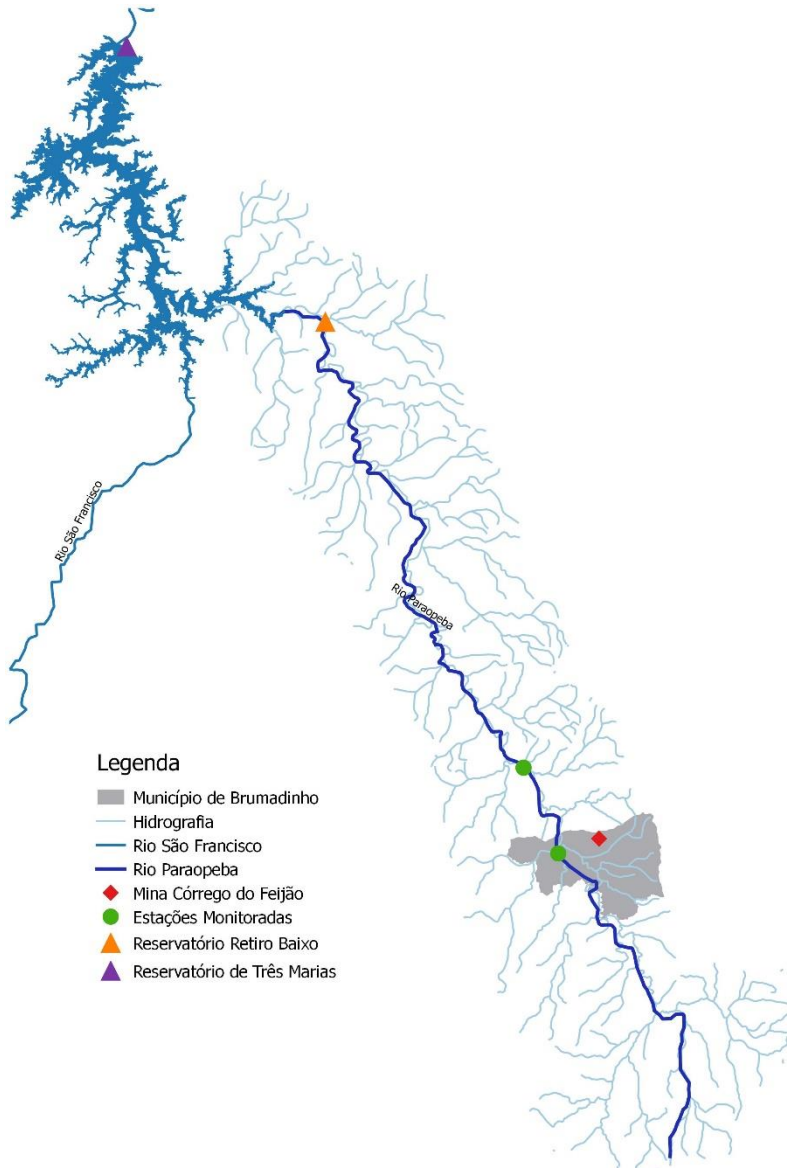 Rio São Francisco
Rio Paraopeba
Legenda
Município de Brumadinho
Hidrografia
Rio São Francisco
Rio Paraopeba
Mina Córrego do Feijão
Estações Monitoradas
Reservatório Retiro Baixo
Reservatório de Três Marias